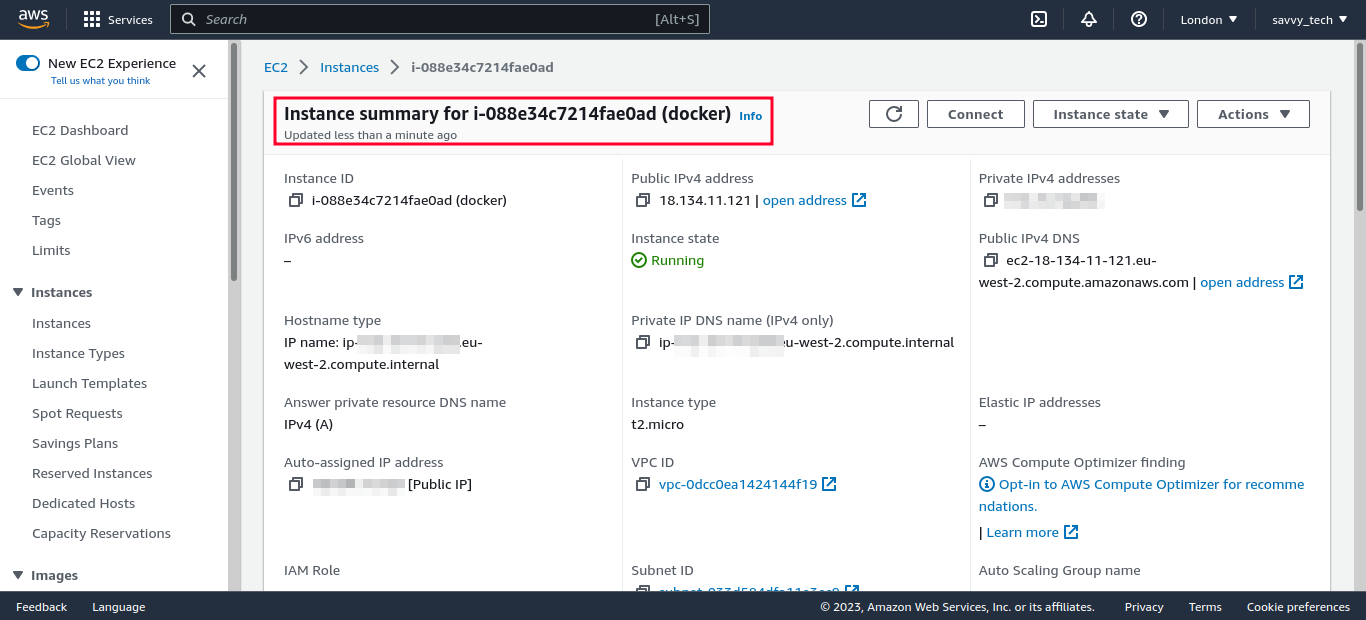 aws
Services
Search [Alt+S]
London
savvy_tech
New EC2 Experience
Tell us what you think
EC2 Dashboard
EC2 Global View
Events
Tags
Limits
Instances
Instances
Instance Types
Launch Templates
Spot Requests
Savings Plans
Reserved Instances
Dedicated Hosts
Capacity Reservations
Images
EC2 > Instances > i-088e34c7214fae0ad
Instance summary for i-088e34c7214fae0ad (docker) Info
Updated less than a minute ago
Connect
Instance state
Actions
Instance ID
i-088e34c7214fae0ad (docker)
Public IPv4 address
18.134.11.121 | open address
Private IPv4 addresses
IPv6 address
–
Instance state
Running
Public IPv4 DNS
ec2-18-134-11-121.eu-
west-2.compute.amazonaws.com | open address
Hostname type
IP name: ip- .eu-
west-2.compute.internal
Private IP DNS name (IPv4 only)
ip- eu-west-2.compute.internal
Answer private resource DNS name
IPv4 (A)
Instance type
t2.micro
Elastic IP addresses
–
Auto-assigned IP address
[Public IP]
VPC ID
vpc-0dcc0ea1424144f19
AWS Compute Optimizer finding
Opt-in to AWS Compute Optimizer for recomme
ndations.
| Learn more
IAM Role
Subnet ID
Auto Scaling Group name
Feedback
Language
© 2023, Amazon Web Services, Inc. or its affiliates.
Privacy
Terms
Cookie preferences